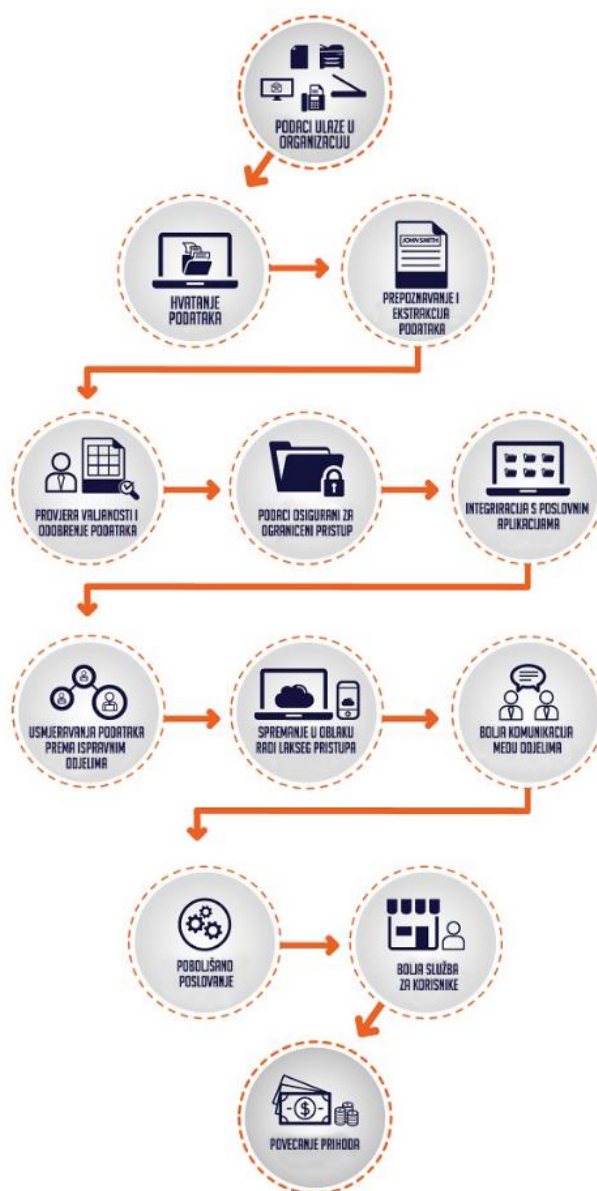 PODACI ULAZE U
ORGANIZACIJU
HVATANJE
PODATAKA
JOHN SMITH
PREPOZNAVANJE I
EKSTRAKCIJA
PODATAKA
PROVJERA VALJANOSTI I
ODOBRENJE PODATAKA
PODACI OSIGURANI ZA
OGRANICENI PRISTUP
INTEGRIRACIJA S POSLOVNIM
APLIKACIJAMA
USMJERAVANJA PODATAKA
PREMA ISPRAVNIM
ODJELIMA
SPREMANJE U OBLAKU
RADI LAKSEG PRISTUPA
BOLJA KOMUNIKACIJA
MEDU ODJELIMA
POBOLJŠANO
POSLOVANJE
BOLJA SLUŽBA
ZA KORISNIKE
$
POVECANJE PRIHODA